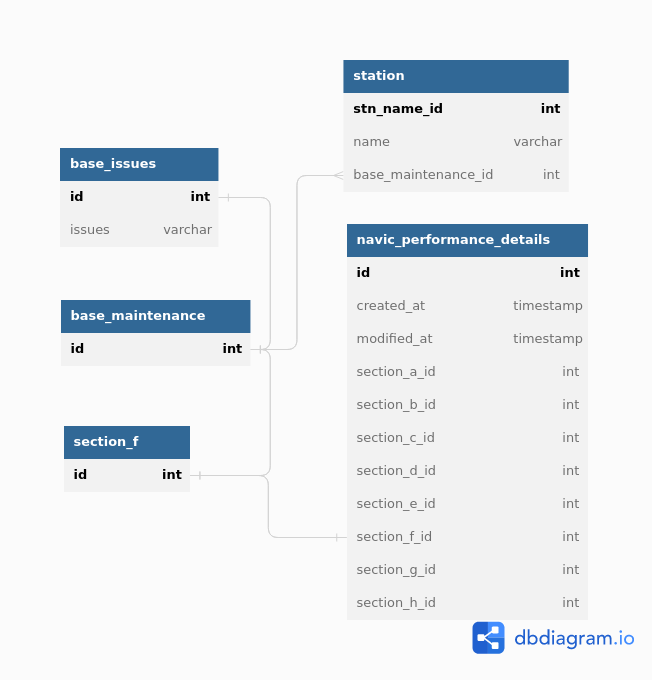 base_issues
id int
issues varchar
base_maintenance
id int
section_f
id int
station
stn_name_id int
name varchar
base_maintenance_id int
navic_performance_details
id int
created_at timestamp
modified_at timestamp
section_a_id int
section_b_id int
section_c_id int
section_d_id int
section_e_id int
section_f_id int
section_g_id int
section_h_id int
dbdiagram.io